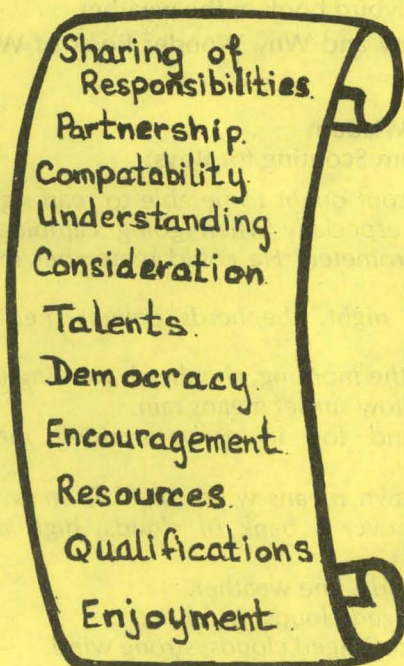 Sharing of
Responsibilities.
Partnership.
Compatability.
Understanding
Consideration.
Talents.
Democracy.
Encouragement.
Resources.
Qualifications
Enjoyment.